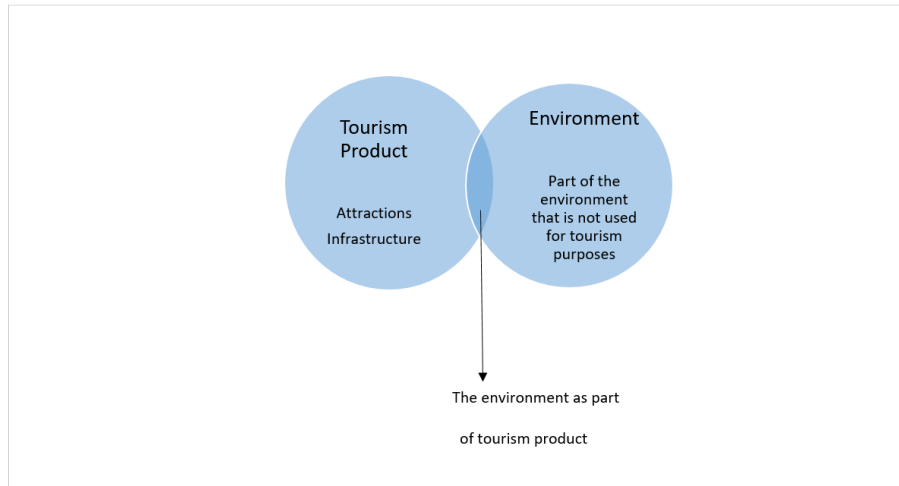 Tourism
Product
Attractions
Infrastructure
Environment
Part of the
environment
that is not used
for tourism
purposes
The environment as part
of tourism product